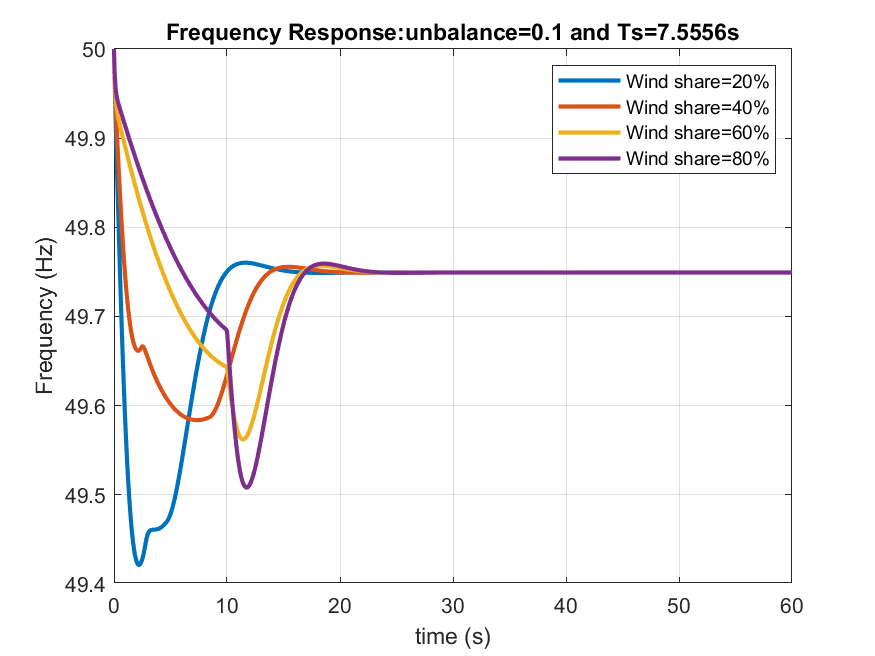 Frequency Response:unbalance=0.1 and Ts=7.5556s
Wind share=20%
Wind share=40%
Wind share=60%
Wind share=80%
50
49.9
49.8
49.7
49.6
49.5
49.4
Frequency (Hz)
0 10 20 30 40 50 60
time (s)